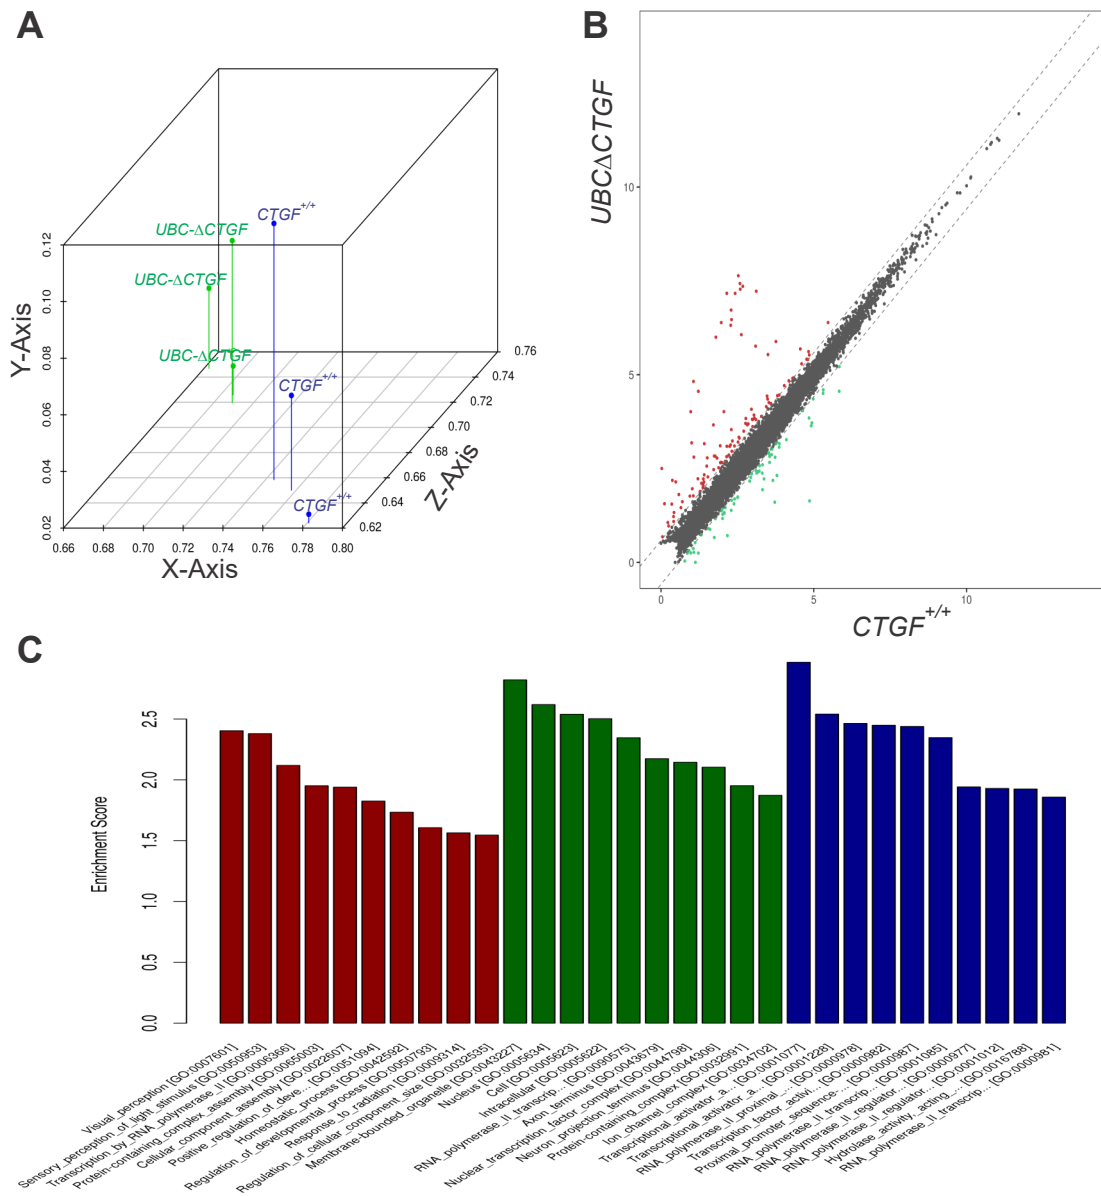 A
B
UBCΔCTGF
10
5
0
0
5
10
CTGF+/+
CTGF+/+
UBC-ΔCTGF
UBC-ΔCTGF
UBC-ΔCTGF
CTGF+/+
CTGF+/+
Y-Axis
0.12
0.10
0.08
0.06
0.04
0.02
0.66
0.68
0.70
0.72
0.74
0.76
0.78
0.80
X-Axis
0.62
0.64
0.66
0.68
0.70
0.72
0.74
0.76
Z-Axis
C
Enrichment Score
2.5
2.0
1.5
1.0
0.5
0.0
Visual_perception [GO:0007601]
Sensory_perception_of_light_stimulus [GO:0050953]
Transcription_by_RNA_polymerase_II [GO:0006366]
Protein-containing_complex_assembly [GO:0065003]
Cellular_component_assembly [GO:0022607]
Positive_regulation_of_deve... [GO:0051094]
Homeostatic_process [GO:0042592]
Regulation_of_developmental_process [GO:0050793]
Response_to_radiation [GO:0009314]
Regulation_of_cellular_component_size [GO:0032535]
Membrane-bounded_organelle [GO:0043227]
Nucleus [GO:0005634]
Cell [GO:0005623]
Intracellular [GO:0005622]
RNA_polymerase_II_transcrip... [GO:0000575]
Axon_terminus [GO:0043679]
Nuclear_transcription_factor_complex [GO:0044798]
Neuron_projection_terminus [GO:0044306]
Protein-containing_complex [GO:0032991]
Ion_channel_complex [GO:0034702]
Transcriptional_activator_a... [GO:0001077]
Transcriptional_activator_a... [GO:0001228]
RNA_polymerase_II_proximal... [GO:0000978]
Transcription_factor_activi... [GO:0000982]
Proximal_promoter_sequence-... [GO:0000987]
RNA_polymerase_II_transcrip... [GO:0001085]
RNA_polymerase_II_regulator... [GO:0000977]
RNA_polymerase_II_regulator... [GO:0001012]
Hydrolase_activity,_acting_... [GO:0016788]
RNA_polymerase_II_transcrip... [GO:000981]